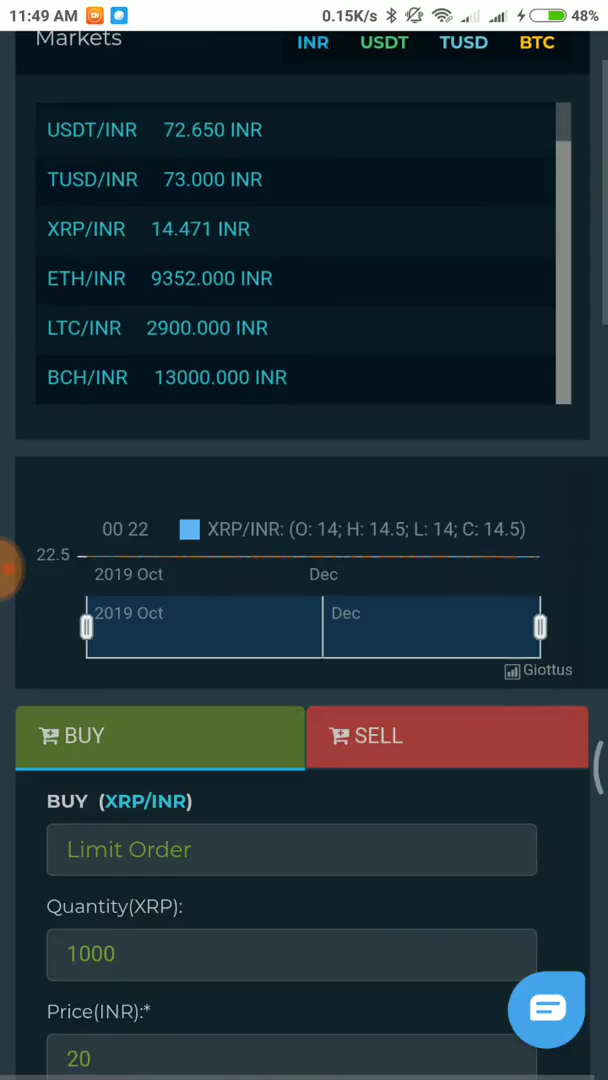 11:49 AM 0.15K/s 48%
Markets INR USDT TUSD BTC
USDT/INR 72.650 INR
TUSD/INR 73.000 INR
XRP/INR 14.471 INR
ETH/INR 9352.000 INR
LTC/INR 2900.000 INR
BCH/INR 13000.000 INR
00 22 XRP/INR: (O: 14; H: 14.5; L: 14; C: 14.5)
22.5
2019 Oct Dec
2019 Oct Dec
Giottus
BUY SELL
BUY (XRP/INR)
Limit Order
Quantity(XRP):
1000
Price(INR):*
20